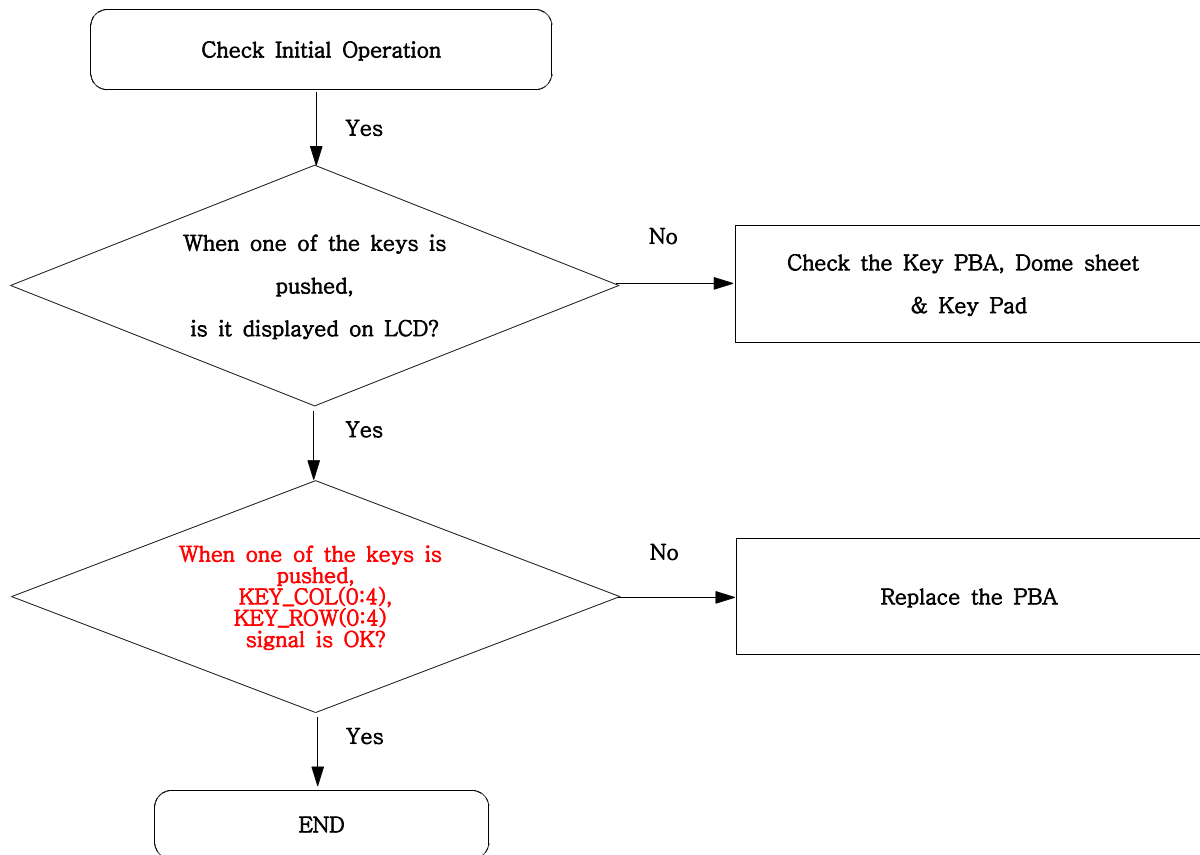 Check Initial Operation
Yes
When one of the keys is
pushed,
is it displayed on LCD?
No
Check the Key PBA, Dome sheet
& Key Pad
Yes
When one of the keys is
pushed,
KEY_COL(0:4),
KEY_ROW(0:4)
signal is OK?
No
Replace the PBA
Yes
END